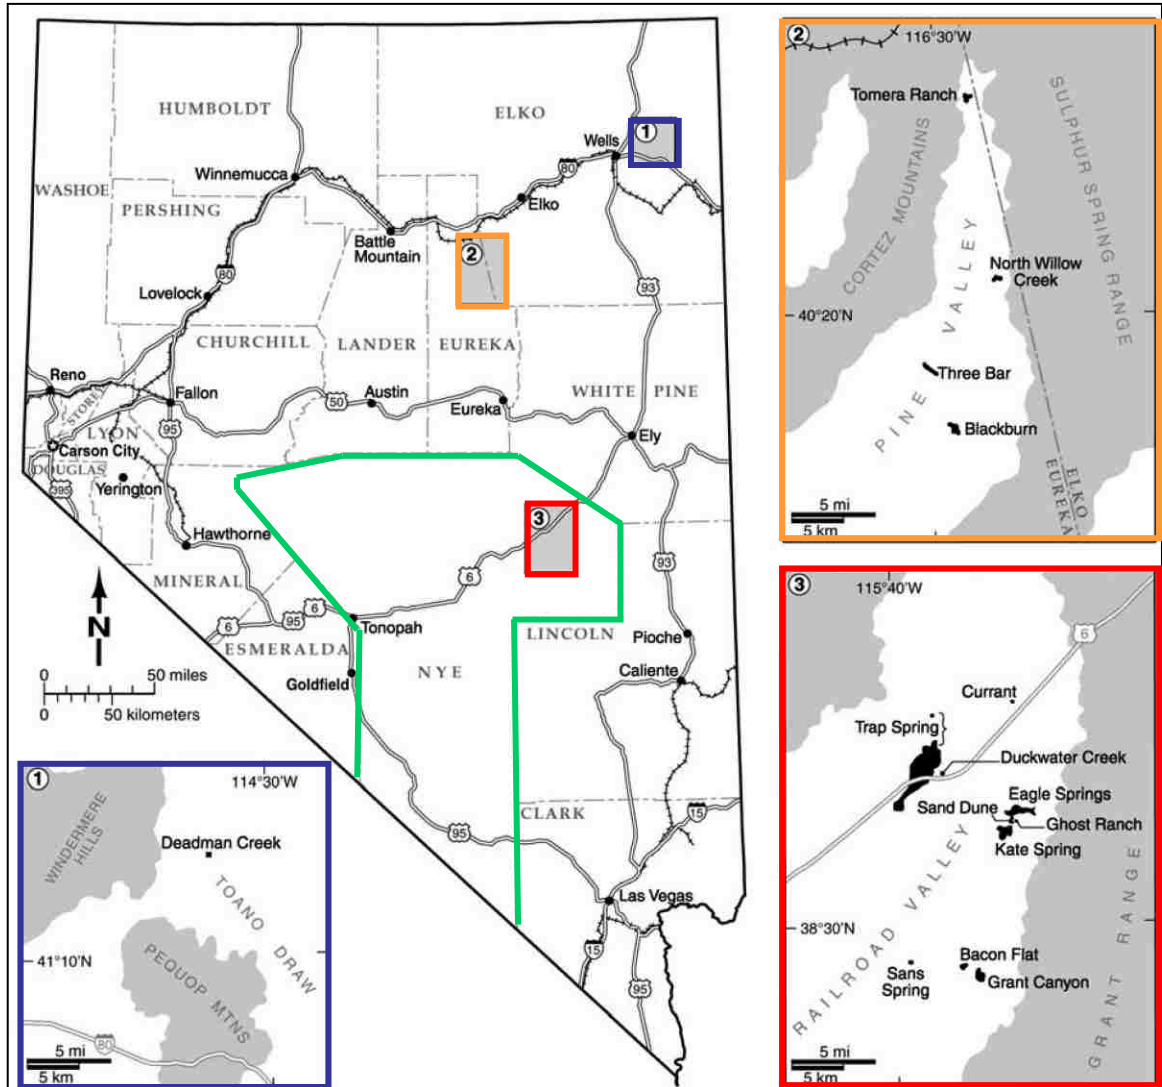 HUMBOLDT
ELKO
①
Wells
80
Winnemucca
WASHOE
PERSHING
Elko
Battle
Mountain
②
80
93
Lovelock
CHURCHILL
LANDER
EUREKA
Reno
WHITE PINE
Fallon
Austin
50
Eureka
STORE
LYON
95
Ely
Carson City
DOUGLAS
395
Yerington
③
Hawthorne
93
6
MINERAL
N
6
95
6
Tonopah
LINCOLN
Pioche
ESMERALDA
0 50 miles
NYE
Caliente
Goldfield
0 50 kilometers
CLARK
15
95
Las Vegas
15
95
①
114°30'W
WINDERMERE
HILLS
Deadman Creek
TOANO DRAW
41°10'N
PEQUOP MTNS
80
5 mi
5 km
②
116°30'W
Tomera Ranch
SULPHUR SPRING RANGE
CORTEZ MOUNTAINS
North Willow
Creek
PINE VALLEY
40°20'N
Three Bar
Blackburn
ELKO
EUREKA
5 mi
5 km
③
115°40'W
6
Currant
Trap Spring
Duckwater Creek
Eagle Springs
Sand Dune
Ghost Ranch
Kate Spring
RAILROAD VALLEY
GRANT RANGE
38°30'N
Bacon Flat
Sans
Spring
Grant Canyon
5 mi
5 km